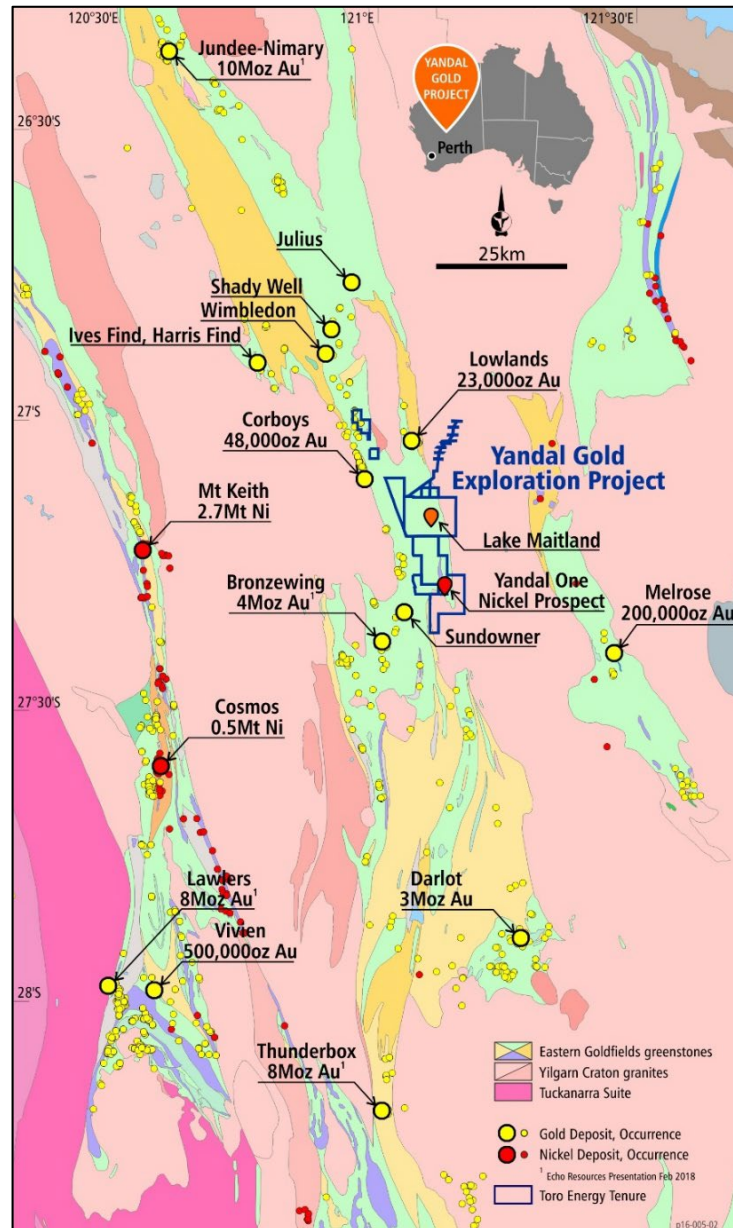 120°30'E
121°E
121°30'E
Jundee-Nimary
10Moz Au¹
YANDAL
GOLD
PROJECT
Perth
26°30'S
25km
Julius
Shady Well
Wimbledon
Ives Find, Harris Find
Lowlands
23,000oz Au
27°S
Corboys
48,000oz Au
Yandal Gold
Exploration Project
Mt Keith
2.7Mt Ni
Lake Maitland
Bronzewing
4Moz Au¹
Yandal One
Nickel Prospect
Melrose
200,000oz Au
Sundowner
27°30'S
Cosmos
0.5Mt Ni
Lawlers
8Moz Au¹
Vivien
500,000oz Au
Darlot
3Moz Au
28°S
Thunderbox
8Moz Au¹
Eastern Goldfields greenstones
Yilgarn Craton granites
Tuckanarra Suite
Gold Deposit, Occurrence
Nickel Deposit, Occurrence
¹ Echo Resources Presentation Feb 2018
Toro Energy Tenure
p16-005-02